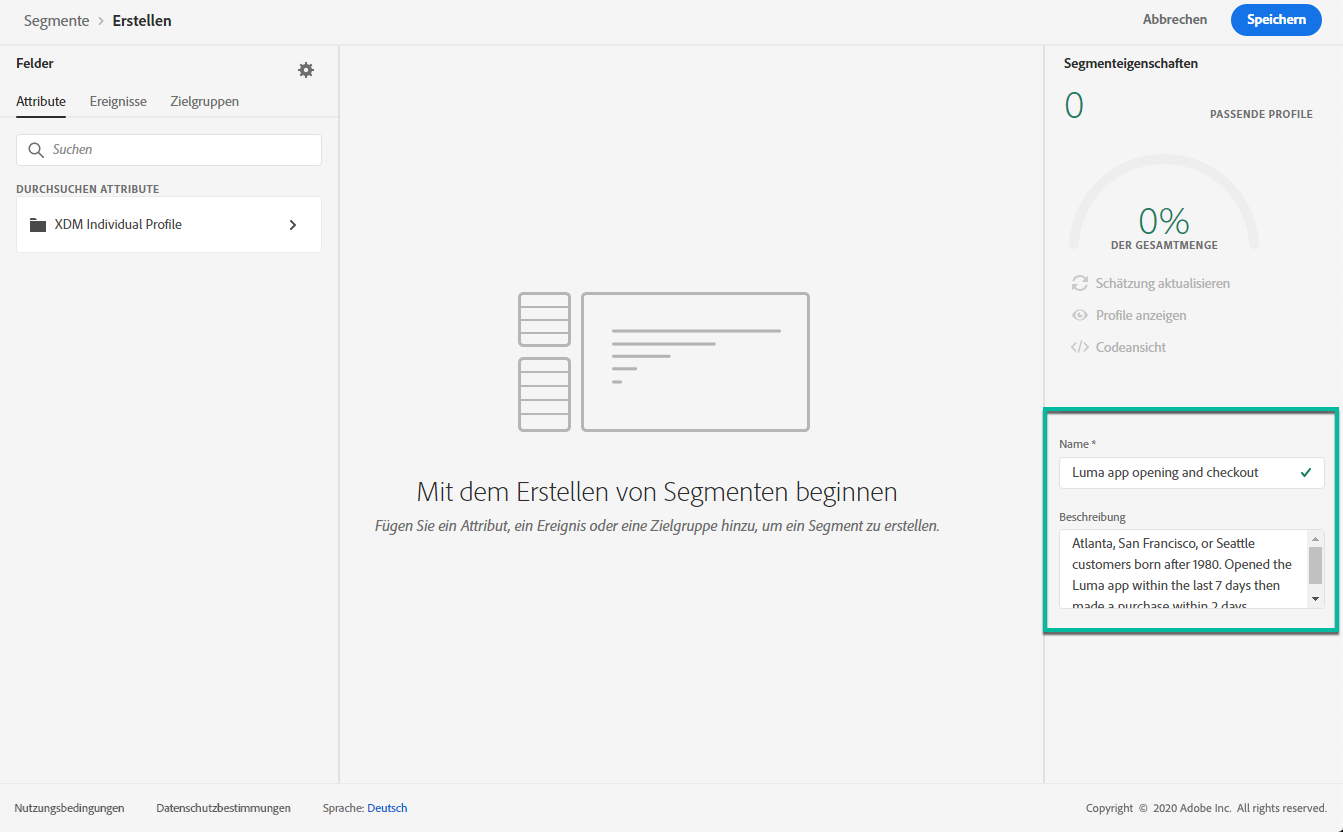 Segmente > Erstellen
Abbrechen
Speichern
Felder
Attribute Ereignisse Zielgruppen
Suchen
DURCHSUCHEN ATTRIBUTE
XDM Individual Profile
Mit dem Erstellen von Segmenten beginnen
Fügen Sie ein Attribut, ein Ereignis oder eine Zielgruppe hinzu, um ein Segment zu erstellen.
Segmenteigenschaften
0
PASSENDE PROFILE
0%
DER GESAMTMENGE
Schätzung aktualisieren
Profile anzeigen
</> Codeansicht
Name *
Luma app opening and checkout
Beschreibung
Atlanta, San Francisco, or Seattle
customers born after 1980. Opened the
Luma app within the last 7 days then
made a purchase within 2 days
Nutzungsbedingungen Datenschutzbestimmungen Sprache: Deutsch
Copyright © 2020 Adobe Inc. All rights reserved.